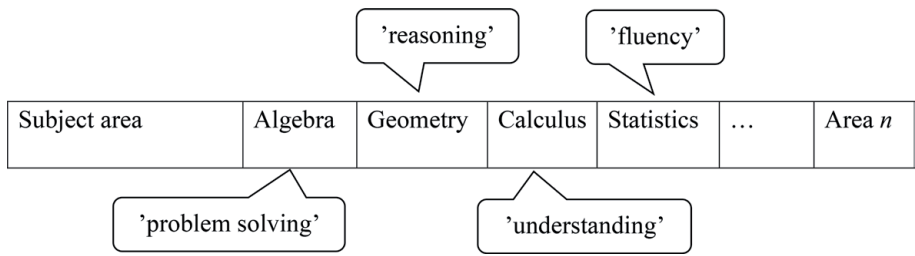 ’reasoning’
’fluency’
Subject area
Algebra
Geometry
Calculus
Statistics
…
Area n
’problem solving’
’understanding’